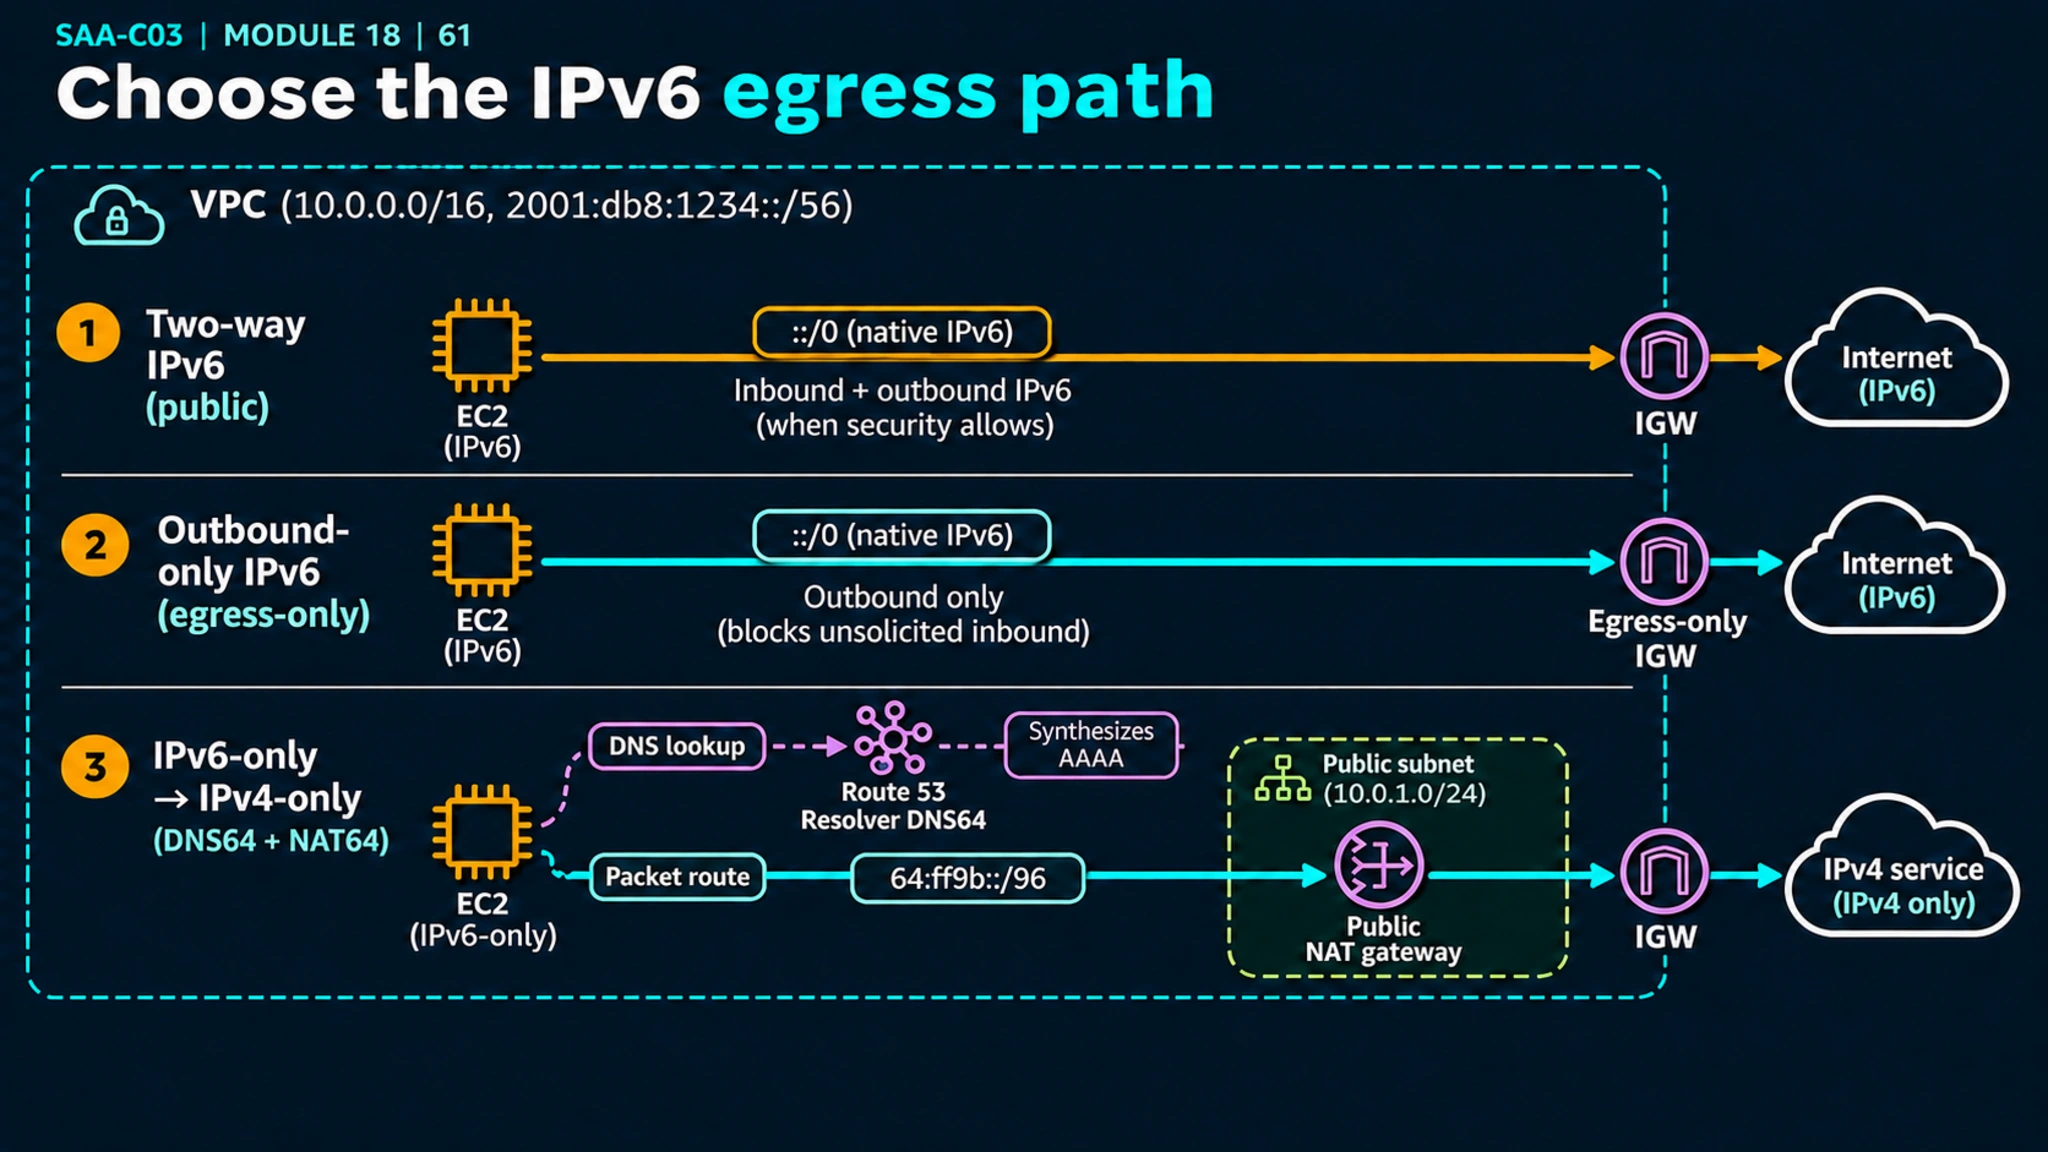 SAA-C03 | MODULE 18 | 61
Choose the IPv6 egress path
VPC (10.0.0.0/16, 2001:db8:1234::/56)
1
Two-way
IPv6
(public)
EC2
(IPv6)
::/0 (native IPv6)
Inbound + outbound IPv6
(when security allows)
IGW
Internet
(IPv6)
2
Outbound-
only IPv6
(egress-only)
EC2
(IPv6)
::/0 (native IPv6)
Outbound only
(blocks unsolicited inbound)
Egress-only
IGW
Internet
(IPv6)
3
IPv6-only
→ IPv4-only
(DNS64 + NAT64)
EC2
(IPv6-only)
DNS lookup
Route 53
Resolver DNS64
Synthesizes
AAAA
Packet route
64:ff9b::/96
Public subnet
(10.0.1.0/24)
Public
NAT gateway
IGW
IPv4 service
(IPv4 only)